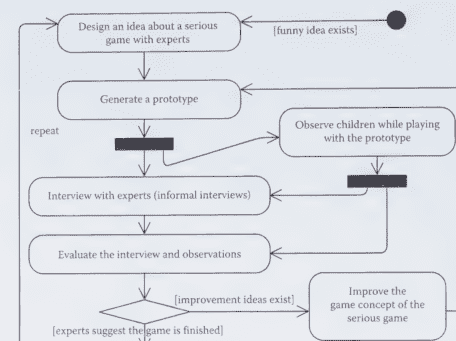 Design an idea about a serious
game with experts
[funny idea exists]
Generate a prototype
repeat
Observe children while playing
with the prototype
Interview with experts (informal interviews)
Evaluate the interview and observations
[improvement ideas exist]
Improve the
game concept of the
serious game
[experts suggest the game is finished]